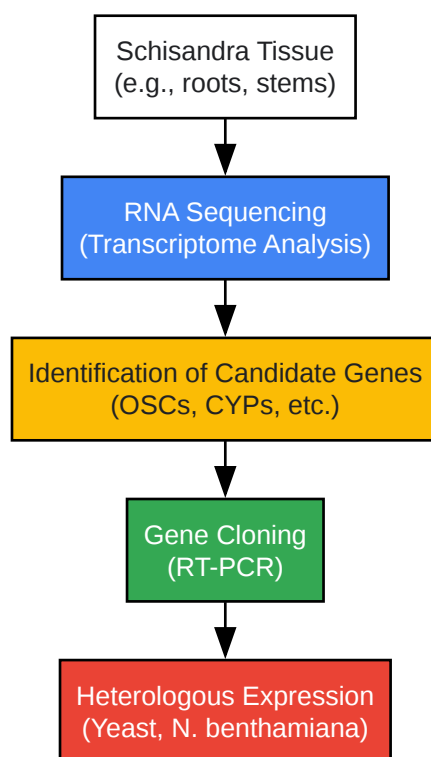 Schisandra Tissue
(e.g., roots, stems)
RNA Sequencing
(Transcriptome Analysis)
Identification of Candidate Genes
(OSCs, CYPs, etc.)
Gene Cloning
(RT-PCR)
Heterologous Expression
(Yeast, N. benthamiana)